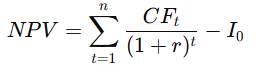 $NPV = \sum_{t=1}^{n} \frac{CF_t}{(1+r)^t} - I_0$